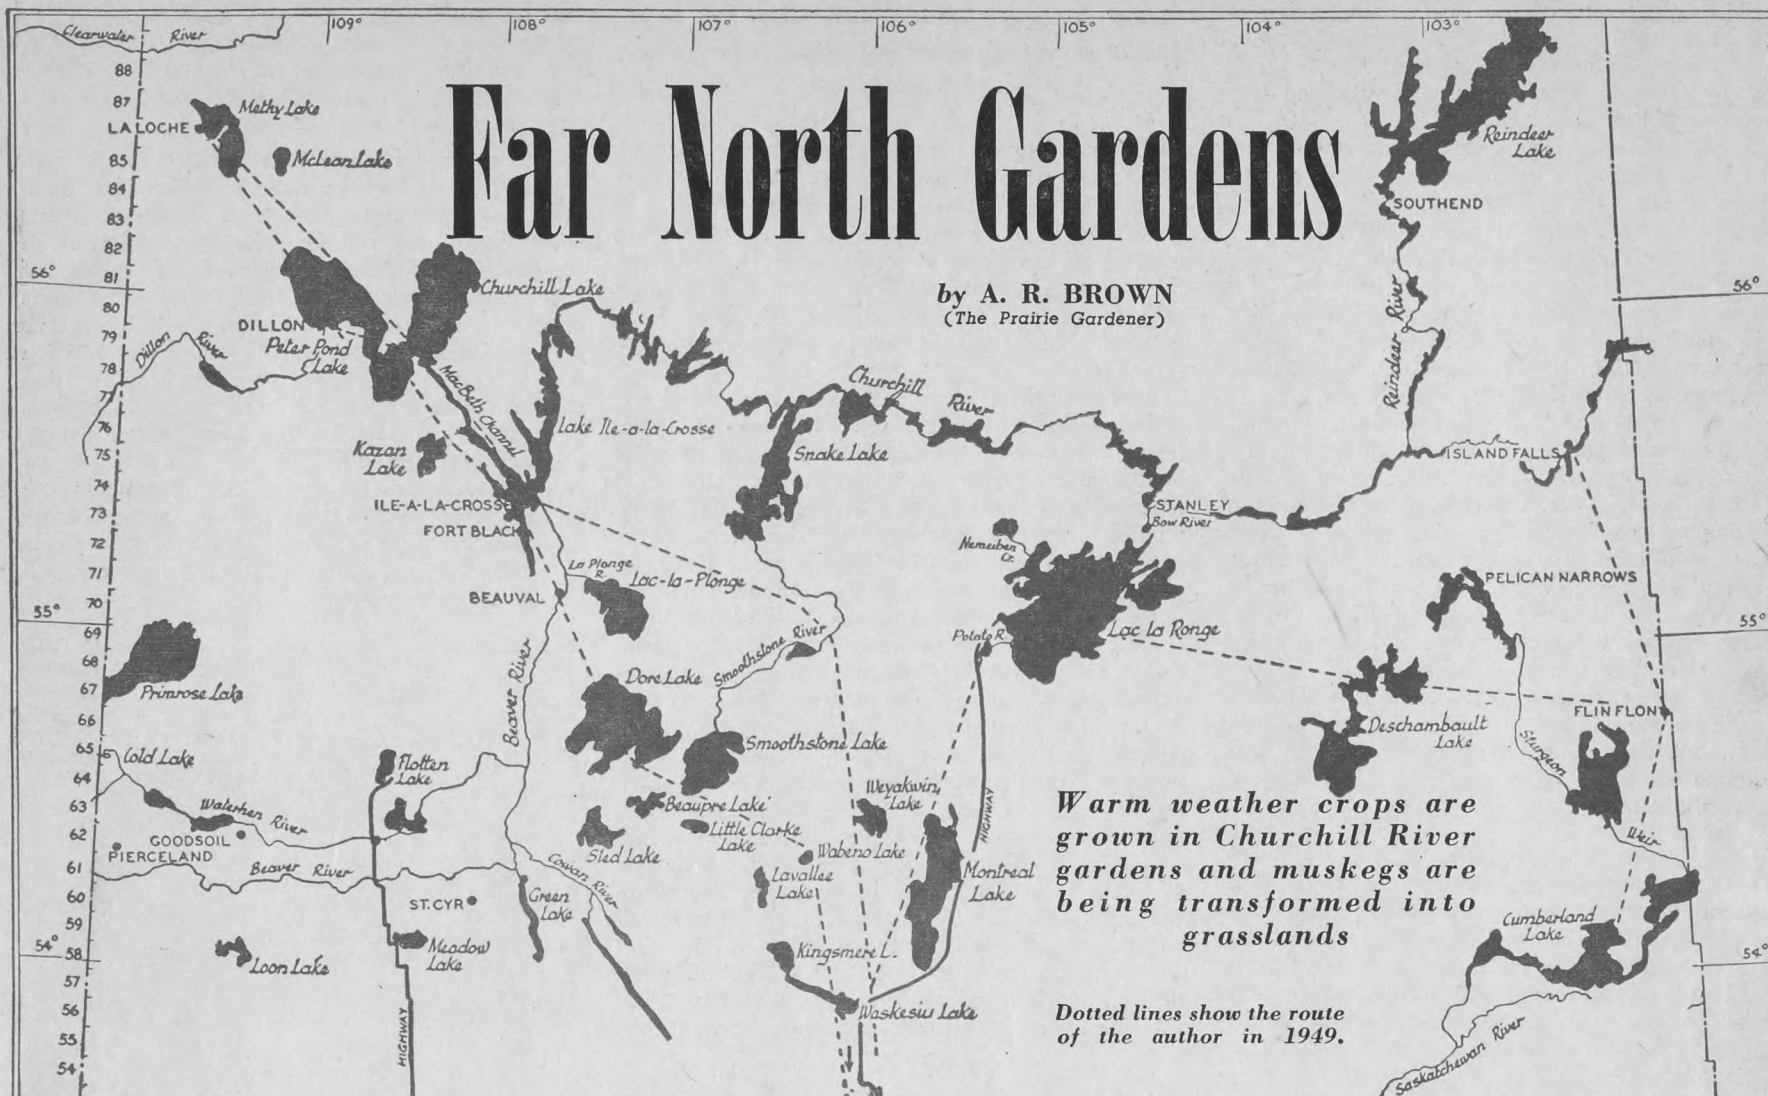 109°
108°
107°
106°
105°
104°
103°
Clearwater River
88
87
Methy Lake
LA LOCHE
85
McLean Lake
84
83
82
81
80
79
78
77
76
75
74
73
72
71
70
69
68
67
66
65
64
63
62
61
60
59
58
57
56
55
54
Far North Gardens
by A. R. BROWN
(The Prairie Gardener)
Reindeer
Lake
SOUTHEND
56°
56°
Churchill Lake
DILLON
Peter Pond
Lake
Dillon River
MacBeth Channel
Reindeer River
Reindeer River
Churchill River
Lake Ile-a-la-Crosse
Kazan
Lake
Snake Lake
ISLAND FALLS
ILE-A-LA-CROSSE
FORT BLACK
STANLEY
Bow River
Nemeiben
La Plonge
R.
Lac-la-Plonge
BEAUVAL
PELICAN NARROWS
55°
55°
Potato R.
Lac la Ronge
Smoothstone River
Beaver River
Primrose Lake
Dore Lake
FLIN FLON
Deschambault
Lake
Sturgeon
Weir
Smoothstone Lake
Cold Lake
Flotten
Lake
Waterhen River
GOODSOIL
PIERCELAND
Beaver River
Beaupre Lake
Little Clarke
Lake
Sled Lake
Weyakwin
Lake
Wabeno Lake
Lavallee
Lake
HIGHWAY
Montreal
Lake
Cowan River
Green
Lake
ST. CYR
Meadow
Lake
Loon Lake
54°
54°
Kingsmere L.
Waskesiu Lake
HIGHWAY
Warm weather crops are
grown in Churchill River
gardens and muskegs are
being transformed into
grasslands
Cumberland
Lake
Dotted lines show the route
of the author in 1949.
Saskatchewan River